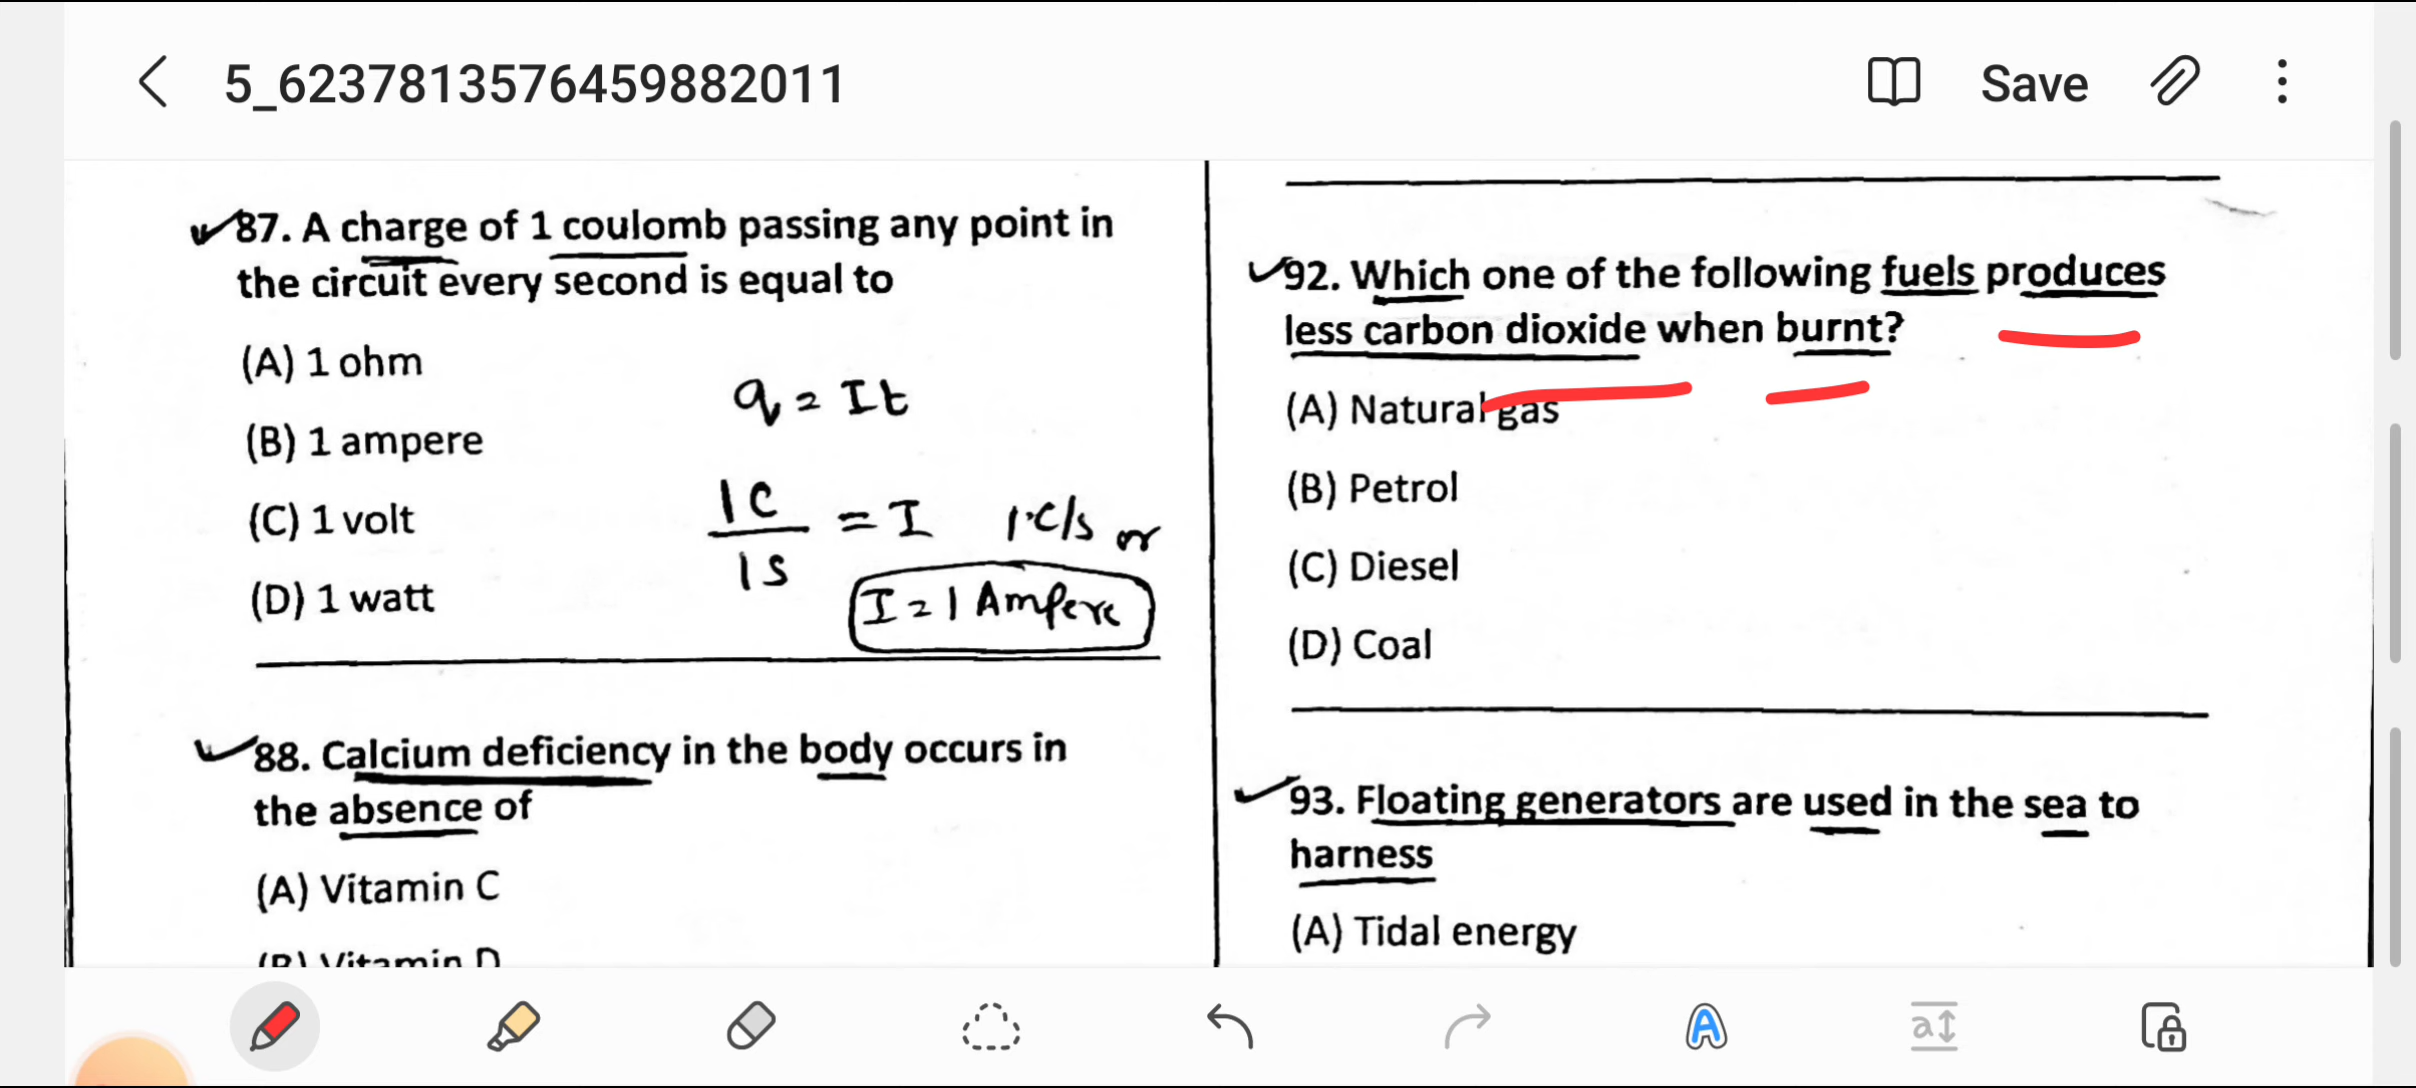 5_6237813576459882011
Save
87. A charge of 1 coulomb passing any point in
the circuit every second is equal to
(A) 1 ohm
(B) 1 ampere
(C) 1 volt
(D) 1 watt
q = It
1C
1S
= I
1 C/s or
I = 1 Ampere
88. Calcium deficiency in the body occurs in
the absence of
(A) Vitamin C
(B) Vitamin D
92. Which one of the following fuels produces
less carbon dioxide when burnt?
(A) Natural gas
(B) Petrol
(C) Diesel
(D) Coal
93. Floating generators are used in the sea to
harness
(A) Tidal energy
A
a